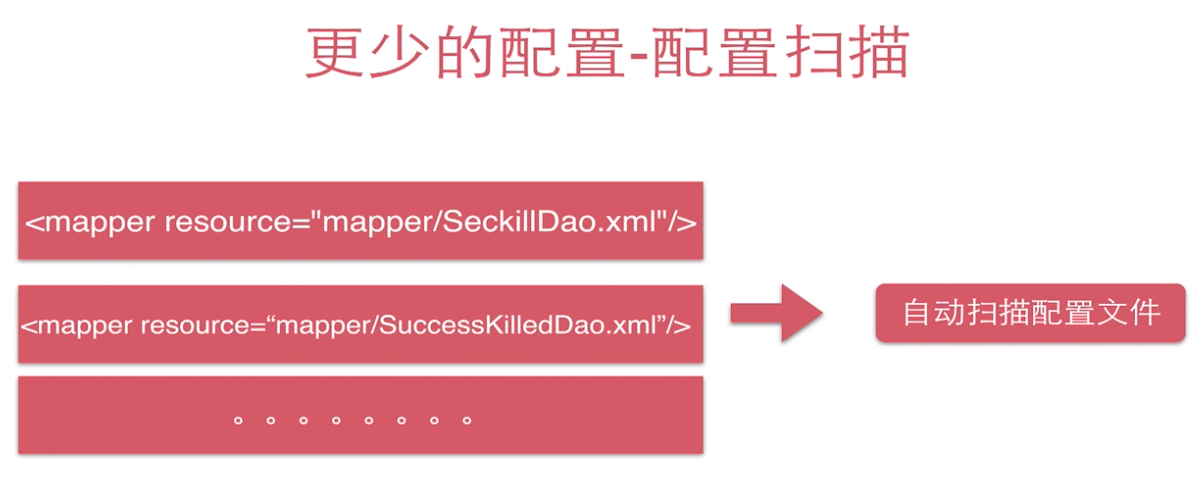 更少的配置-配置扫描
<mapper resource="mapper/SeckillDao.xml"/>
<mapper resource=“mapper/SuccessKilledDao.xml”/>
。。。。。。。。
自动扫描配置文件